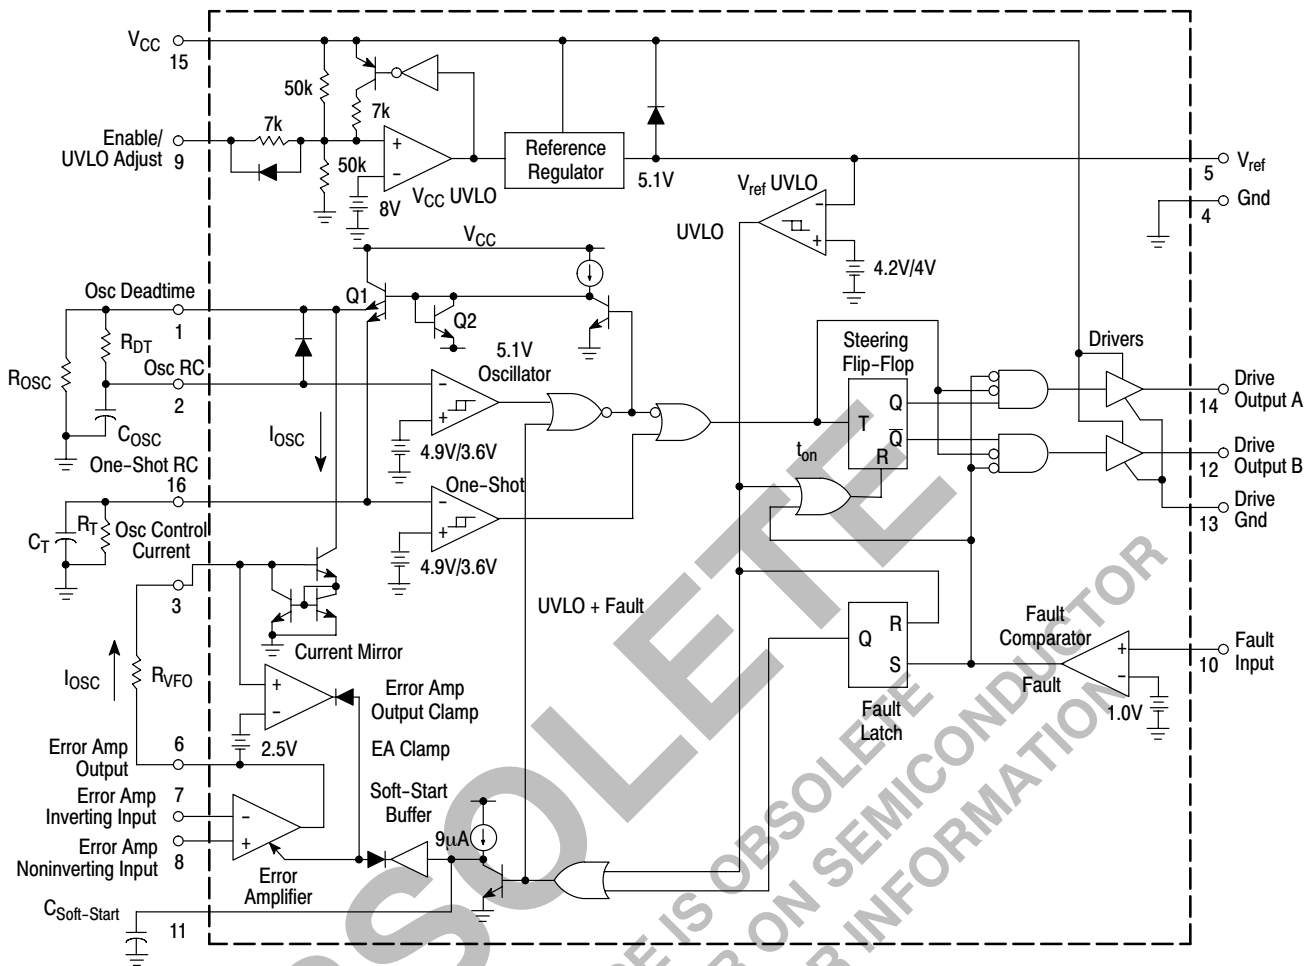 VCC
15
50k
7k
7k
Enable/
UVLO Adjust
9
50k
+
−
8V
VCC UVLO
Reference
Regulator
5.1V
Vref
5
Gnd
4
Vref UVLO
−
+
UVLO
4.2V/4V
VCC
Osc Deadtime
1
Q1
Q2
RDT
ROSC
Osc RC
2
COSC
IOSC
5.1V
Oscillator
−
+
4.9V/3.6V
One−Shot RC
16
One−Shot
−
+
4.9V/3.6V
CT
RT
Osc Control
Current
3
Steering
Flip−Flop
T
Q
Q
R
ton
Drivers
Drive
Output A
14
Drive
Output B
12
Drive
Gnd
13
UVLO + Fault
Current Mirror
IOSC
RVFO
+
−
2.5V
Error Amp
Output Clamp
EA Clamp
R
Q
S
Fault
Latch
Fault
Comparator
Fault
+
−
1.0V
Fault
Input
10
Error Amp
Output
6
Error Amp
Inverting Input
7
Error Amp
Noninverting Input
8
−
+
Error
Amplifier
Soft−Start
Buffer
9µA
CSoft−Start
11
OBSOLETE
IS OBSOLETE
OR ON SEMICONDUCTOR
INFORMATION